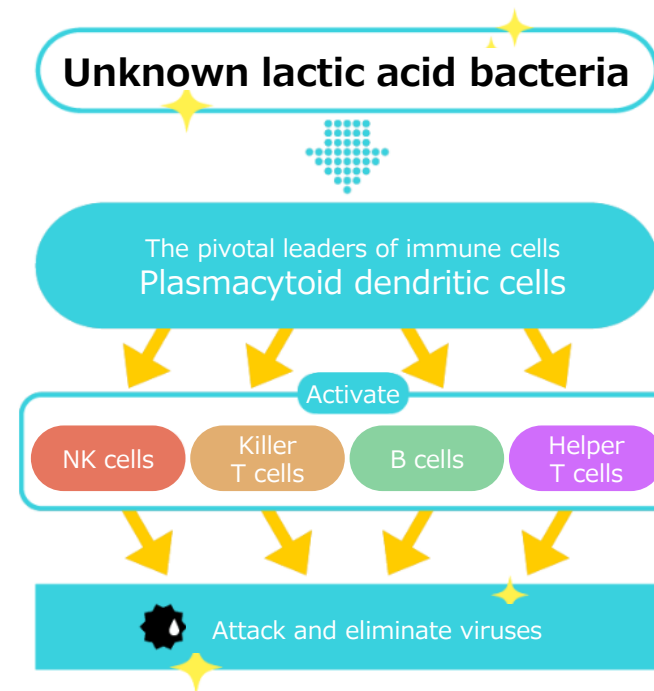 Unknown lactic acid bacteria
The pivotal leaders of immune cells
Plasmacytoid dendritic cells
Activate
NK cells
Killer
T cells
B cells
Helper
T cells
Attack and eliminate viruses